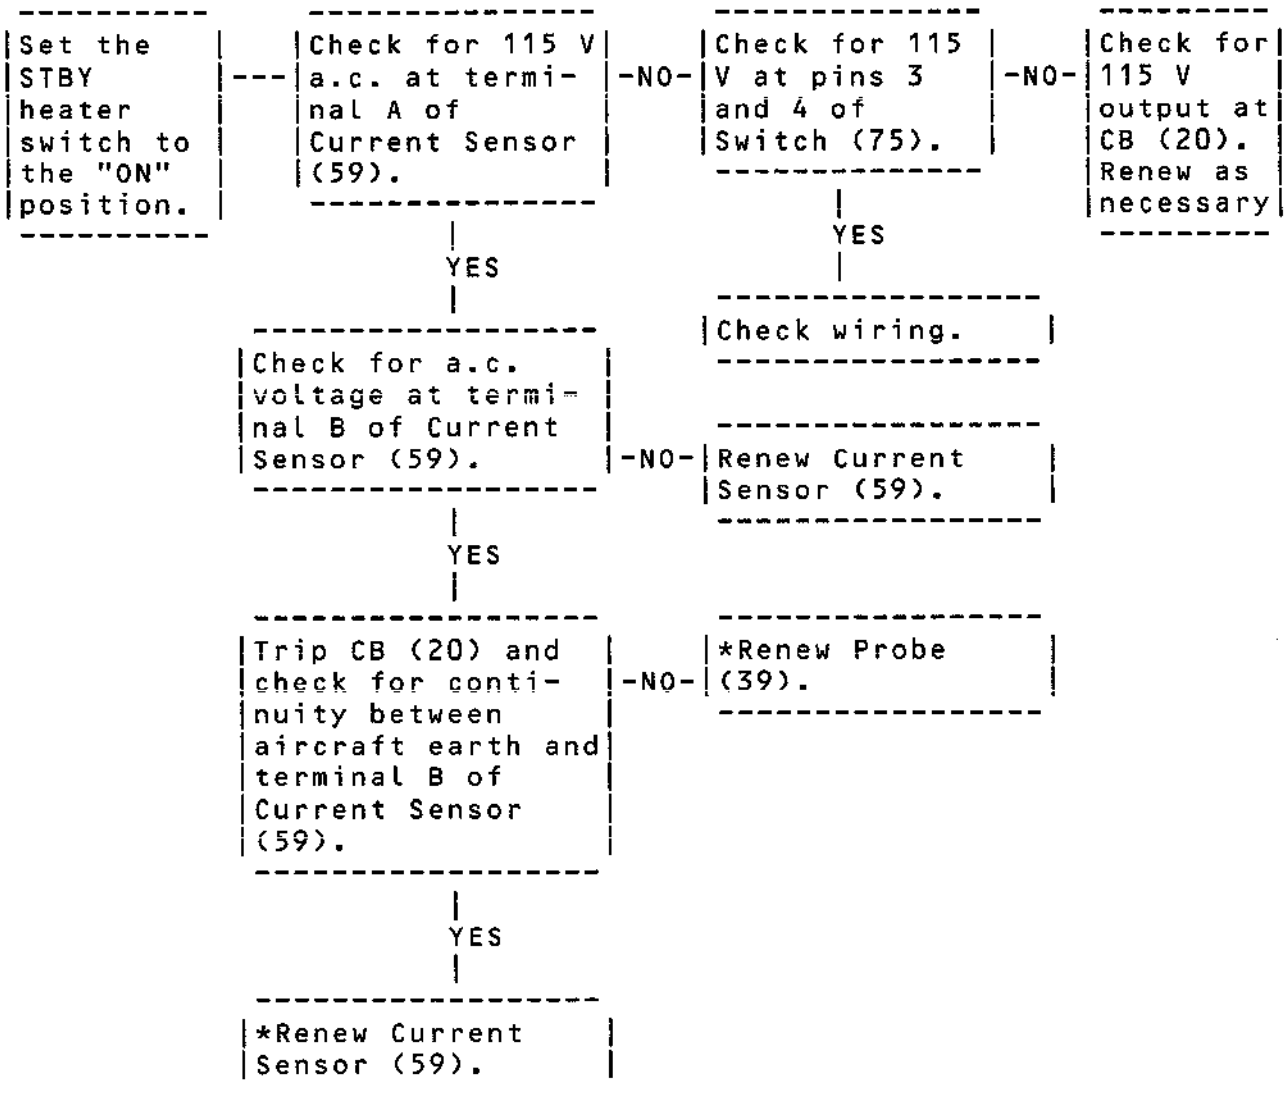 Set the
STBY
heater
switch to
the "ON"
position.
Check for 115 V
a.c. at termi-
nal A of
Current Sensor
(59).
-NO-
Check for 115
V at pins 3
and 4 of
Switch (75).
-NO-
Check for
115 V
output at
CB (20).
Renew as
necessary
YES
YES
Check wiring.
Check for a.c.
voltage at termi-
nal B of Current
Sensor (59).
-NO-
Renew Current
Sensor (59).
YES
Trip CB (20) and
check for conti-
nuity between
aircraft earth and
terminal B of
Current Sensor
(59).
-NO-
*Renew Probe
(39).
YES
*Renew Current
Sensor (59).